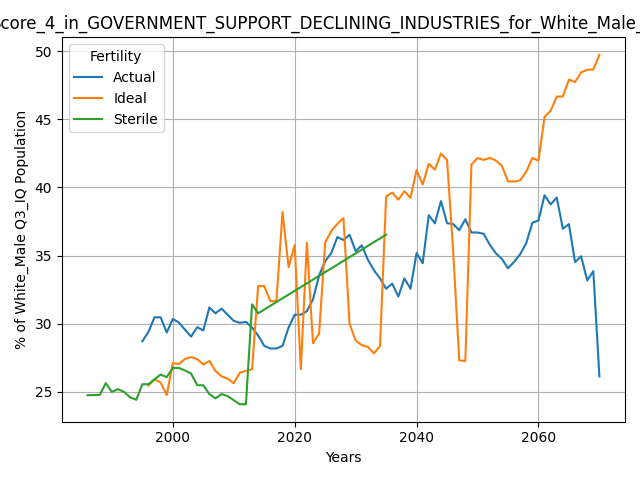 core_4_in_GOVERNMENT_SUPPORT_DECLINING_INDUSTRIES_for_White_Male_
Fertility
Actual
Ideal
Sterile
% of White_Male Q3_IQ Population
50
45
40
35
30
25
2000
2020
2040
2060
Years